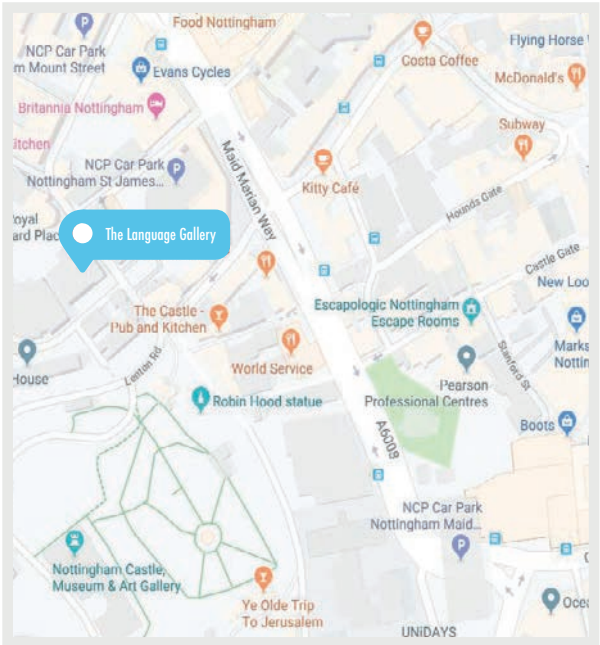 Food Nottingham
NCP Car Park
m Mount Street
Flying Horse
Evans Cycles
Costa Coffee
McDonald's
Britannia Nottingham
Subway
itchen
NCP Car Park
Nottingham St James...
Maid Marian Way
Kitty Café
Hounds Gate
oyal
ard Plac
The Language Gallery
Castle Gate
New Loo
The Castle -
Pub and Kitchen
Escapologic Nottingham
Escape Rooms
Marks
Nottin
House
Lenton Rd
World Service
Stanford St
Pearson
Professional Centres
Robin Hood statue
Boots
A6008
NCP Car Park
Nottingham Maid...
Nottingham Castle,
Museum & Art Gallery
Ye Olde Trip
To Jerusalem
Oce
UNiDAYS